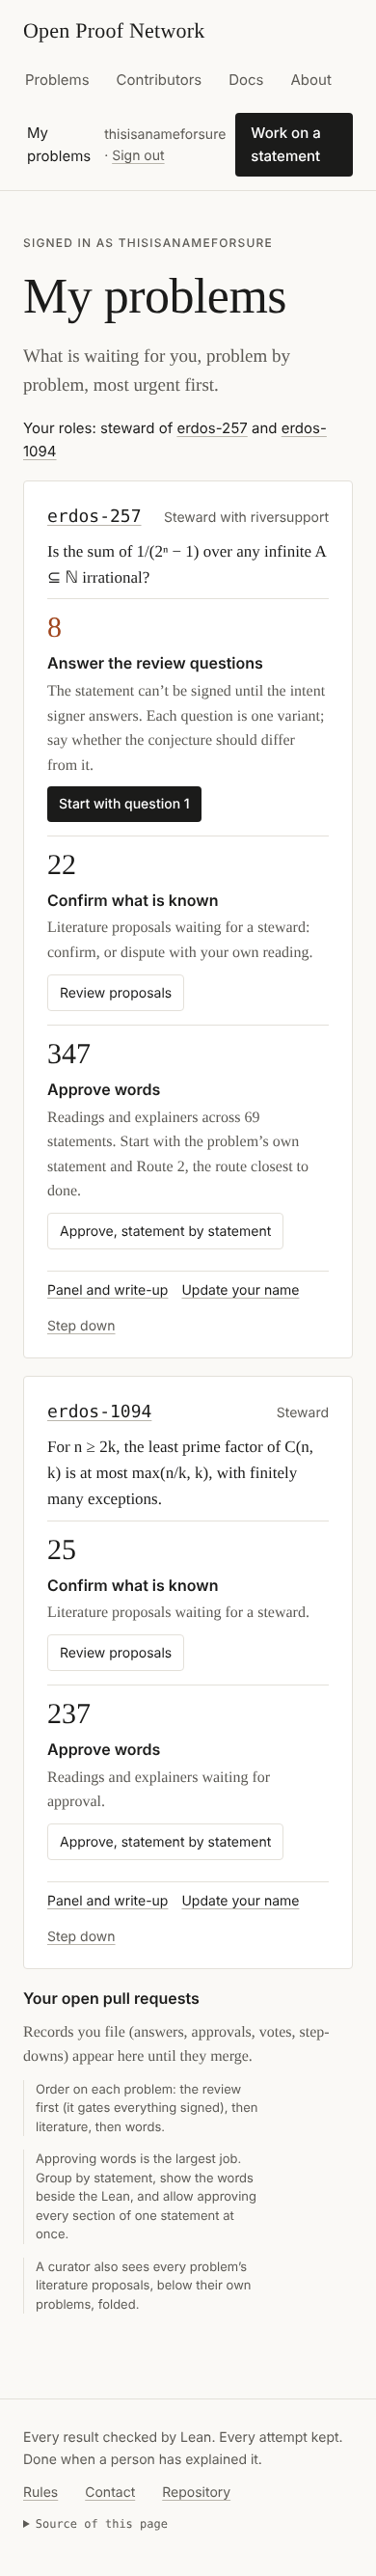 Open Proof Network
Problems Contributors Docs About
My problems
thisisanameforsure · Sign out
Work on a statement
SIGNED IN AS THISISANAMEFORSURE
My problems
What is waiting for you, problem by
problem, most urgent first.
Your roles: steward of erdos-257 and erdos-
1094
erdos-257 Steward with riversupport
Is the sum of 1/(2ⁿ − 1) over any infinite A
⊆ ℕ irrational?
8
Answer the review questions
The statement can’t be signed until the intent
signer answers. Each question is one variant;
say whether the conjecture should differ
from it.
Start with question 1
22
Confirm what is known
Literature proposals waiting for a steward:
confirm, or dispute with your own reading.
Review proposals
347
Approve words
Readings and explainers across 69
statements. Start with the problem’s own
statement and Route 2, the route closest to
done.
Approve, statement by statement
Panel and write-up Update your name
Step down
erdos-1094 Steward
For n ≥ 2k, the least prime factor of C(n,
k) is at most max(n/k, k), with finitely
many exceptions.
25
Confirm what is known
Literature proposals waiting for a steward.
Review proposals
237
Approve words
Readings and explainers waiting for
approval.
Approve, statement by statement
Panel and write-up Update your name
Step down
Your open pull requests
Records you file (answers, approvals, votes, step-
downs) appear here until they merge.
Order on each problem: the review
first (it gates everything signed), then
literature, then words.
Approving words is the largest job.
Group by statement, show the words
beside the Lean, and allow approving
every section of one statement at
once.
A curator also sees every problem’s
literature proposals, below their own
problems, folded.
Every result checked by Lean. Every attempt kept.
Done when a person has explained it.
Rules Contact Repository
▶ Source of this page